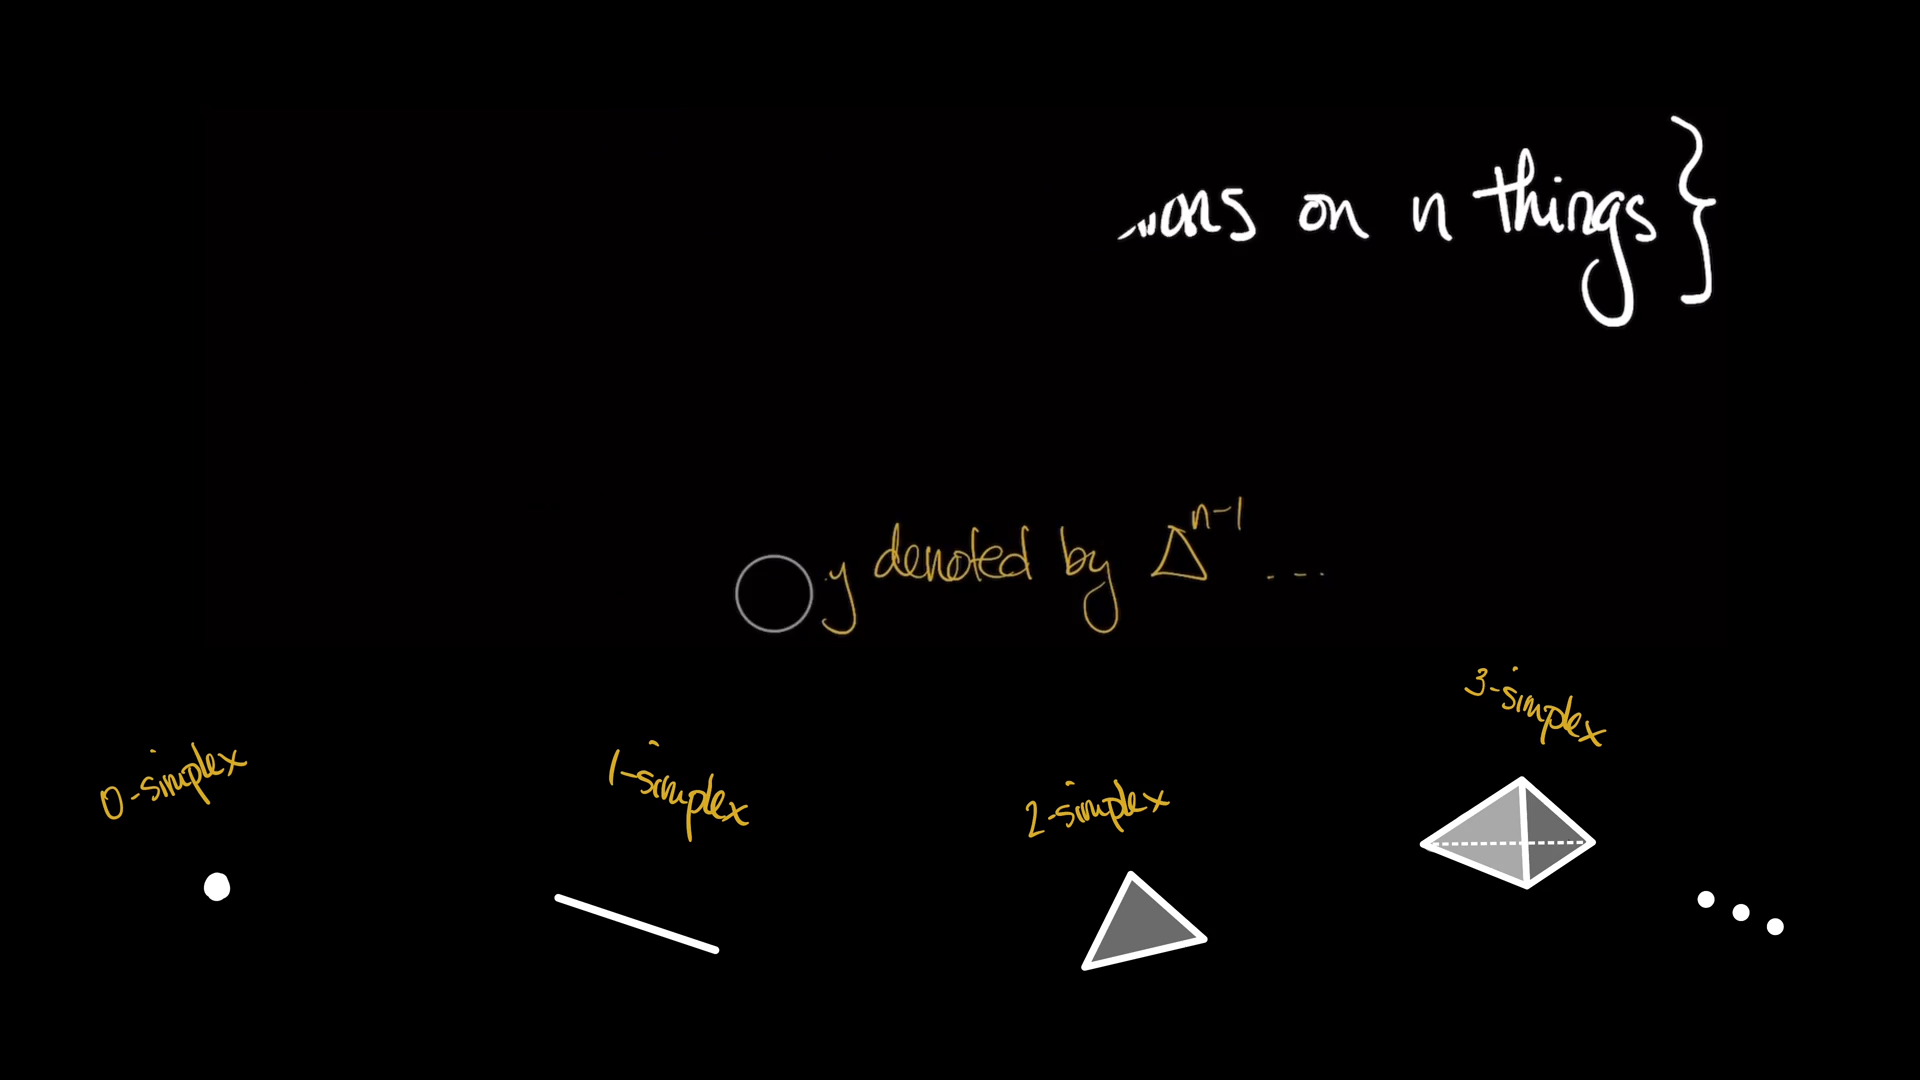 on n things }
denoted by Δ^{n-1} ...
3-simplex
0-simplex
1-simplex
2-simplex